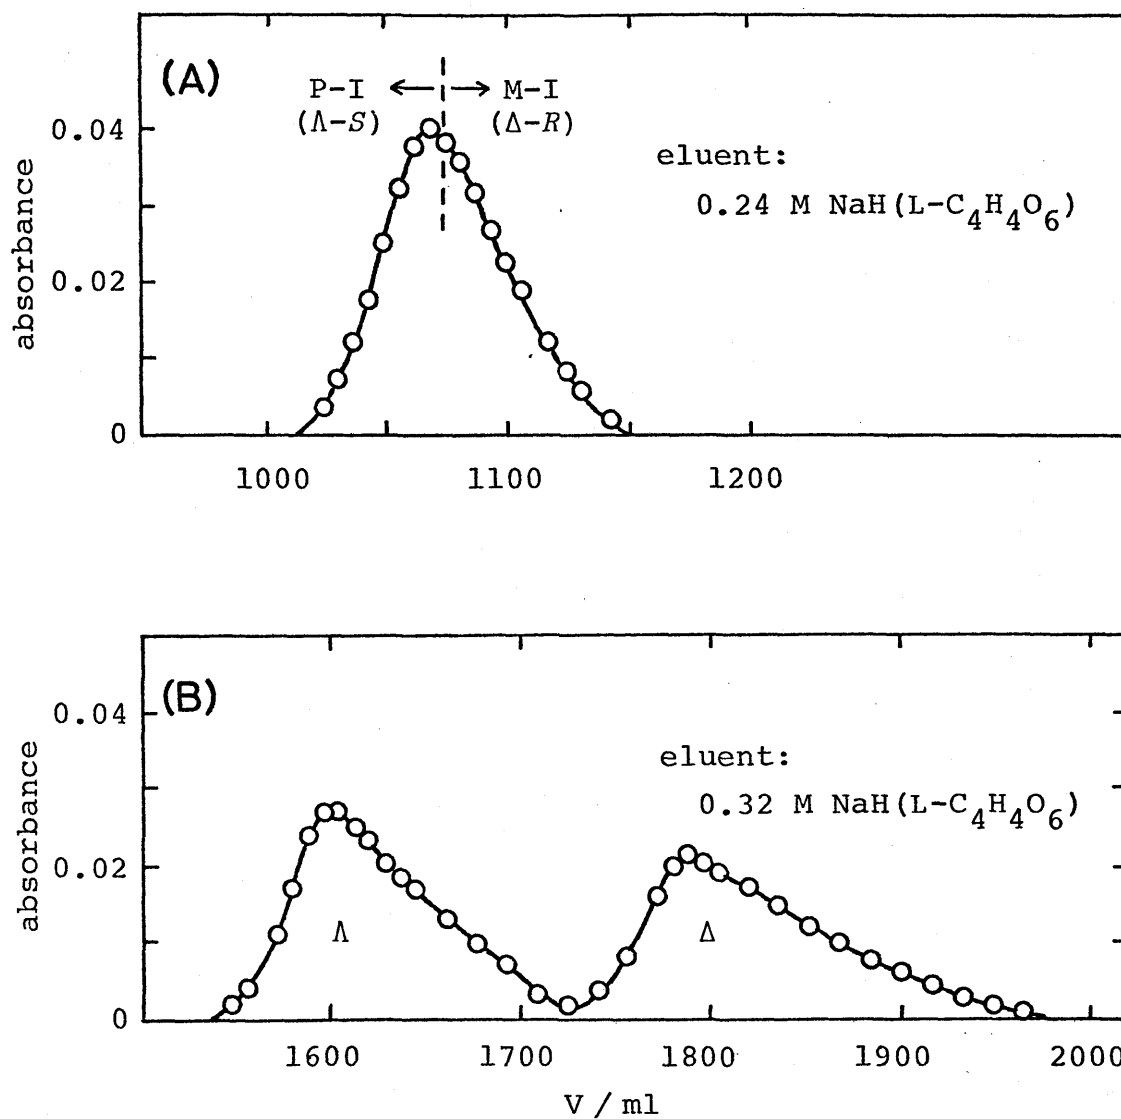 (A)
P-I ← → M-I
(Λ-S) (Δ-R)
eluent:
0.24 M NaH(L-C₄H₄O₆)
absorbance
0.04
0.02
0
1000 1100 1200
(B)
eluent:
0.32 M NaH(L-C₄H₄O₆)
absorbance
0.04
0.02
0
Λ Δ
1600 1700 1800 1900 2000
V / ml